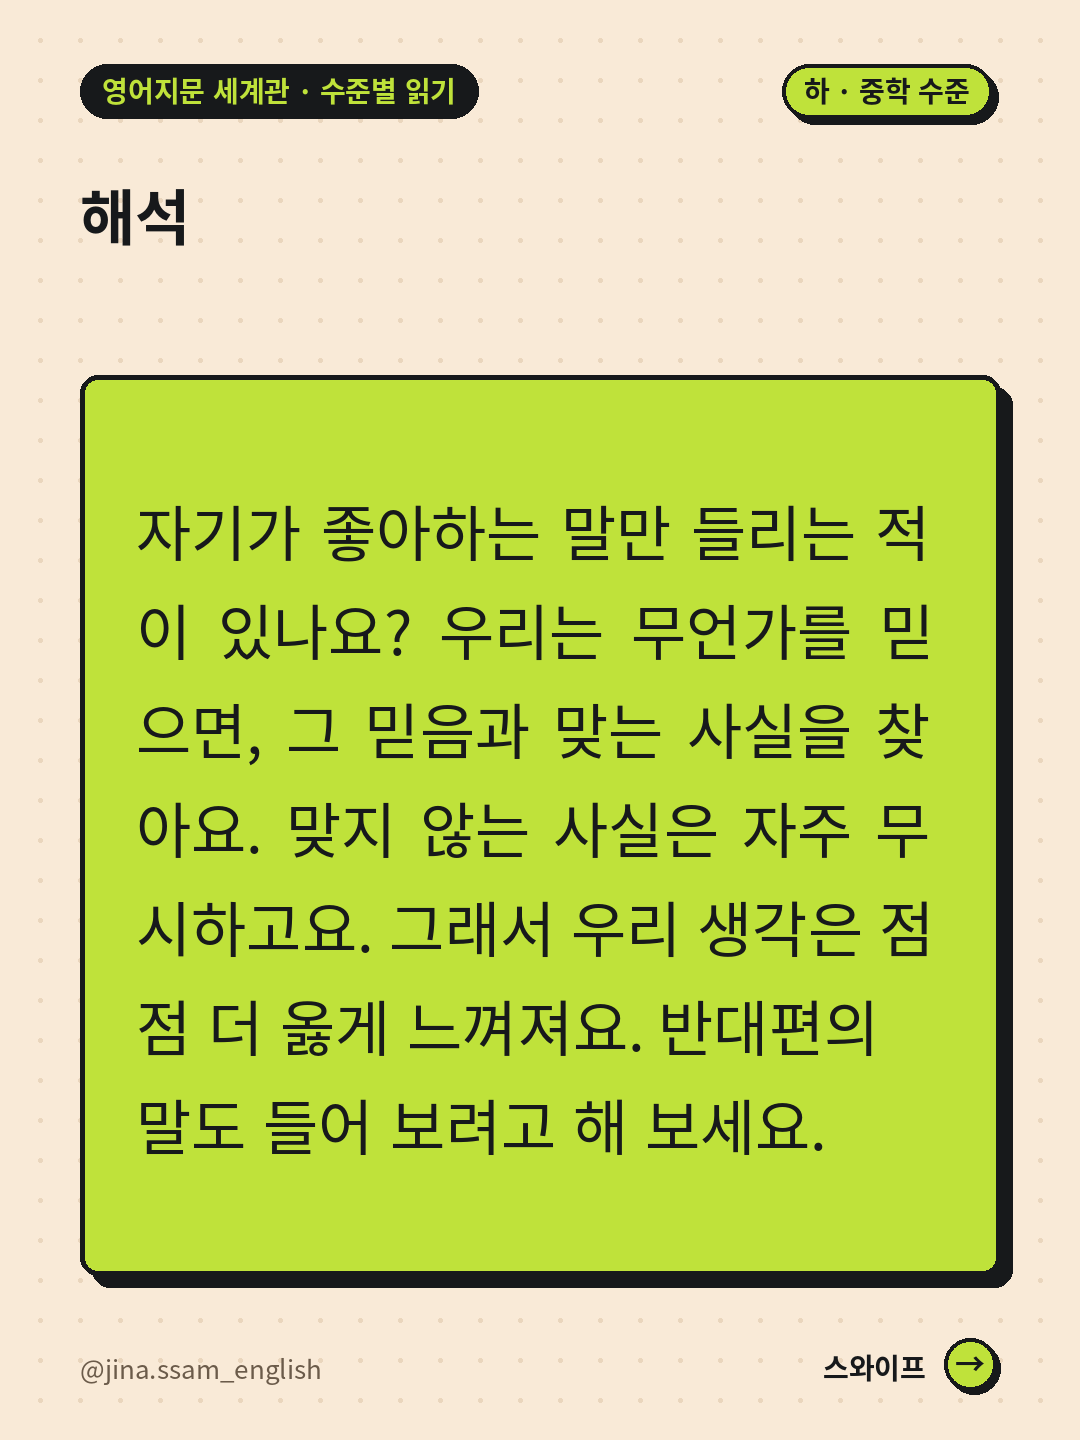 영어지문 세계관 · 수준별 읽기
하 · 중학 수준
해석
자기가 좋아하는 말만 들리는 적
이 있나요? 우리는 무언가를 믿
으면, 그 믿음과 맞는 사실을 찾
아요. 맞지 않는 사실은 자주 무
시하고요. 그래서 우리 생각은 점
점 더 옳게 느껴져요. 반대편의
말도 들어 보려고 해 보세요.
@jina.ssam_english
스와이프 →